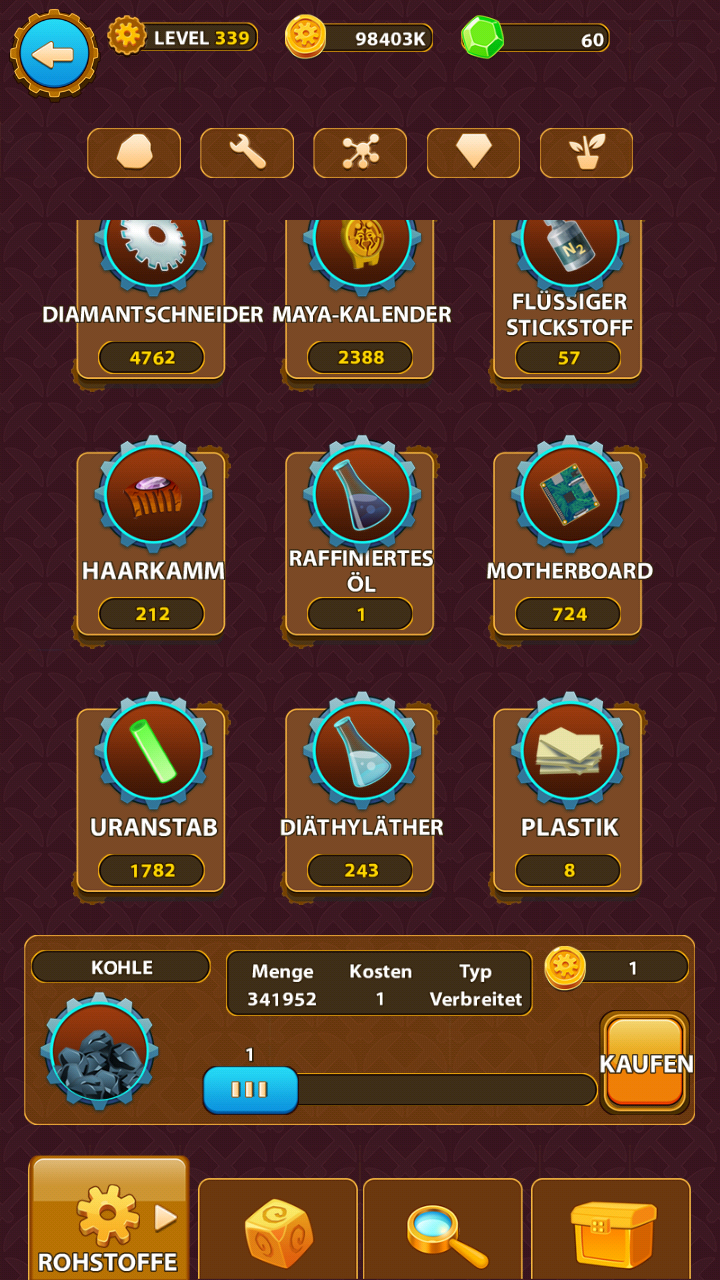 LEVEL 339
98403K
60
DIAMANTSCHNEIDER
4762
MAYA-KALENDER
2388
N2
FLÜSSIGER
STICKSTOFF
57
HAARKAMM
212
RAFFINIERTES
ÖL
1
MOTHERBOARD
724
URANSTAB
1782
DIÄTHYLÄTHER
243
PLASTIK
8
KOHLE
Menge Kosten Typ
341952 1 Verbreitet
1
1
KAUFEN
ROHSTOFFE